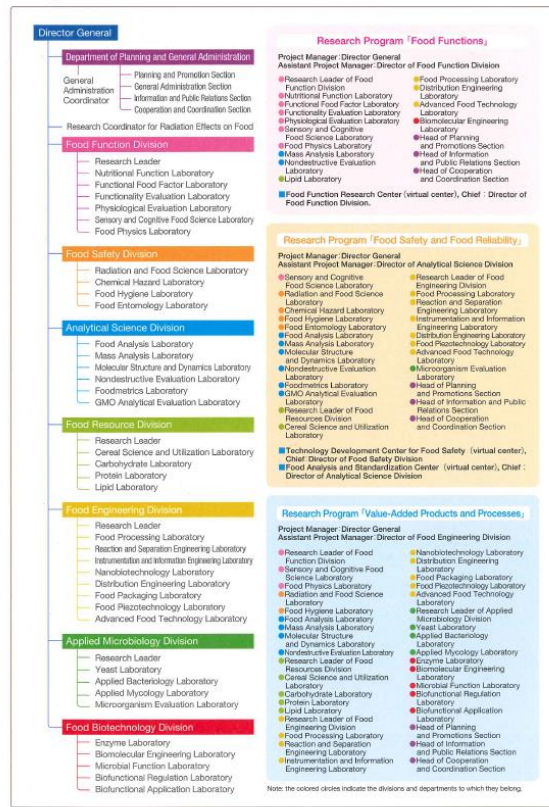 Director General
Department of Planning and General Administration
General
Administration
Coordinator
Planning and Promotion Section
General Administration Section
Information and Public Relations Section
Cooperation and Coordination Section
Research Coordinator for Radiation Effects on Food
Food Function Division
Research Leader
Nutritional Function Laboratory
Functional Food Factor Laboratory
Functionality Evaluation Laboratory
Physiological Evaluation Laboratory
Sensory and Cognitive Food Science Laboratory
Food Physics Laboratory
Food Safety Division
Radiation and Food Science Laboratory
Chemical Hazard Laboratory
Food Hygiene Laboratory
Food Entomology Laboratory
Analytical Science Division
Food Analysis Laboratory
Mass Analysis Laboratory
Molecular Structure and Dynamics Laboratory
Nondestructive Evaluation Laboratory
Foodmetrics Laboratory
GMO Analytical Evaluation Laboratory
Food Resource Division
Research Leader
Cereal Science and Utilization Laboratory
Carbohydrate Laboratory
Protein Laboratory
Lipid Laboratory
Food Engineering Division
Research Leader
Food Processing Laboratory
Reaction and Separation Engineering Laboratory
Instrumentation and Information Engineering Laboratory
Nanobiotechnology Laboratory
Distribution Engineering Laboratory
Food Packaging Laboratory
Food Piezotechnology Laboratory
Advanced Food Technology Laboratory
Applied Microbiology Division
Research Leader
Yeast Laboratory
Applied Bacteriology Laboratory
Applied Mycology Laboratory
Microorganism Evaluation Laboratory
Food Biotechnology Division
Enzyme Laboratory
Biomolecular Engineering Laboratory
Microbial Function Laboratory
Biofunctional Regulation Laboratory
Biofunctional Application Laboratory
Research Program「Food Functions」
Project Manager:Director General
Assistant Project Manager:Director of Food Function Division
Research Leader of Food
Function Division
Nutritional Function Laboratory
Functional Food Factor Laboratory
Functionality Evaluation Laboratory
Physiological Evaluation Laboratory
Sensory and Cognitive
Food Science Laboratory
Food Physics Laboratory
Mass Analysis Laboratory
Nondestructive Evaluation
Laboratory
Lipid Laboratory
Food Processing Laboratory
Distribution Engineering
Laboratory
Advanced Food Technology
Laboratory
Biomolecular Engineering
Laboratory
Head of Planning
and Promotions Section
Head of Information
and Public Relations Section
Head of Cooperation
and Coordination Section
Food Function Research Center (virtual center), Chief : Director of
Food Function Division.
Research Program「Food Safety and Food Reliability」
Project Manager:Director General
Assistant Project Manager:Director of Analytical Science Division
Sensory and Cognitive
Food Science Laboratory
Radiation and Food Science
Laboratory
Chemical Hazard Laboratory
Food Hygiene Laboratory
Food Entomology Laboratory
Food Analysis Laboratory
Mass Analysis Laboratory
Molecular Structure
and Dynamics Laboratory
Nondestructive Evaluation
Laboratory
Foodmetrics Laboratory
GMO Analytical Evaluation
Laboratory
Research Leader of Food
Resources Division
Cereal Science and Utilization
Laboratory
Research Leader of Food
Engineering Division
Food Processing Laboratory
Reaction and Separation
Engineering Laboratory
Instrumentation and Information
Engineering Laboratory
Distribution Engineering Laboratory
Food Piezotechnology Laboratory
Advanced Food Technology
Laboratory
Microorganism Evaluation
Laboratory
Head of Planning
and Promotions Section
Head of Information and Public
Relations Section
Head of Cooperation
and Coordination Section
Technology Development Center for Food Safety (virtual center),
Chief: Director of Food Safety Division
Food Analysis and Standardization Center (virtual center), Chief :
Director of Analytical Science Division
Research Program「Value-Added Products and Processes」
Project Manager:Director General
Assistant Project Manager:Director of Food Engineering Division
Research Leader of Food
Function Division
Sensory and Cognitive Food
Science Laboratory
Food Physics Laboratory
Radiation and Food Science
Laboratory
Food Hygiene Laboratory
Food Analysis Laboratory
Mass Analysis Laboratory
Molecular Structure
and Dynamics Laboratory
Nondestructive Evaluation Laboratory
Research Leader of Food
Resources Division
Cereal Science and Utilization
Laboratory
Carbohydrate Laboratory
Protein Laboratory
Lipid Laboratory
Research Leader of Food
Engineering Division
Food Processing Laboratory
Reaction and Separation
Engineering Laboratory
Instrumentation and Information
Engineering Laboratory
Nanobiotechnology Laboratory
Distribution Engineering
Laboratory
Food Packaging Laboratory
Food Piezotechnology Laboratory
Advanced Food Technology
Laboratory
Research Leader of Applied
Microbiology Division
Yeast Laboratory
Applied Bacteriology
Laboratory
Applied Mycology Laboratory
Enzyme Laboratory
Biomolecular Engineering
Laboratory
Microbial Function Laboratory
Biofunctional Regulation
Laboratory
Biofunctional Application
Laboratory
Head of Planning
and Promotions Section
Head of Information
and Public Relations Section
Head of Cooperation
and Coordination Section
Note: the colored circles indicate the divisions and departments to which they belong.